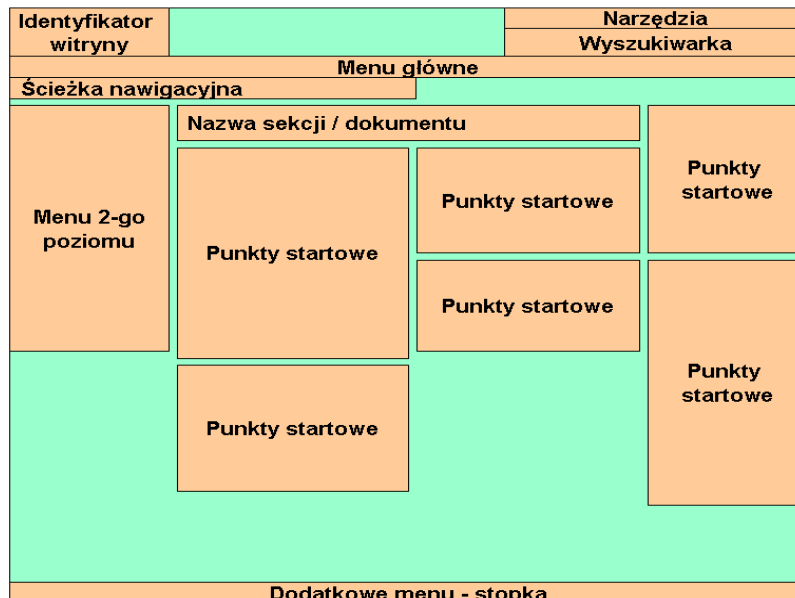 Identyfikator
witryny
Narzędzia
Wyszukiwarka
Menu główne
Ścieżka nawigacyjna
Menu 2-go
poziomu
Nazwa sekcji / dokumentu
Punkty startowe
Punkty startowe
Punkty
startowe
Punkty startowe
Punkty
startowe
Punkty startowe
Dodatkowe menu - stopka